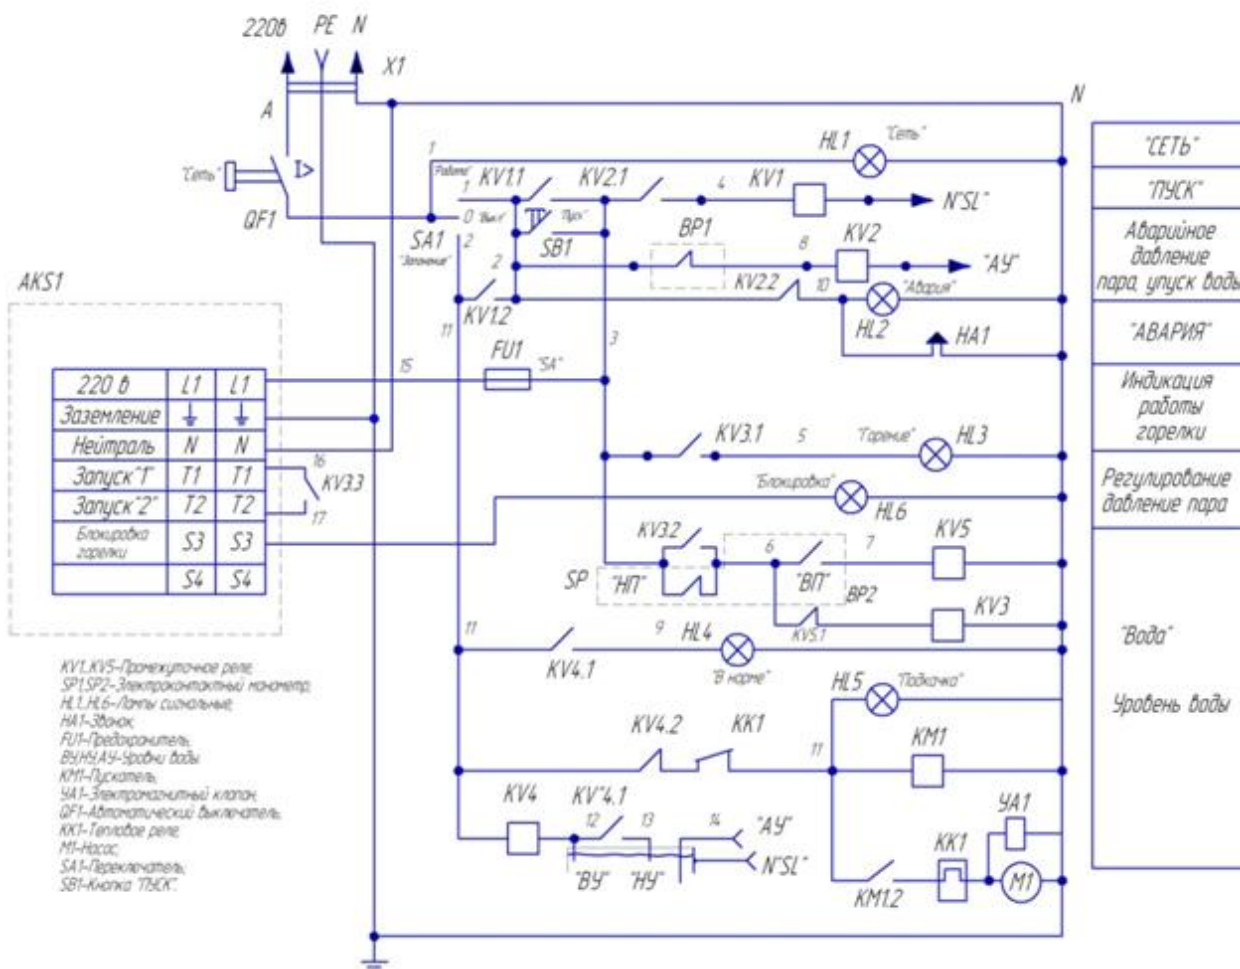 220в PE N
X1
A
N
"Сеть"
I>
QF1
1
HL1 "Сеть"
"Работа"
1
KV1.1
KV2.1
4
KV1
N"SL"
0 "Выкл"
"Пуск"
SA1
SB1
2
"Заполнение"
2
BP1
8
KV2
"АУ"
KV1.2
KV2.2
10
"Авария"
HL2
HA1
11
3
FU1
"SA"
15
AKS1
220 в L1 L1
Заземление
Нейтраль N N
Запуск"1" T1 T1
Запуск"2" T2 T2
Блокировка
горелки
S3 S3
S4 S4
16
KV3.3
17
KV3.1
5
"Горение"
HL3
"Блокировка"
HL6
KV3.2
SP
"НП"
6
"ВП"
7
KV5
BP2
KV5.1
KV3
11
KV4.1
9
HL4
"В норме"
HL5
"Подкачка"
KV4.2
KK1
11
KM1
KV4
KV"4.1
12
13
14
"АУ"
N"SL"
"ВУ"
"НУ"
KM1.2
KK1
УА1
M1
"СЕТЬ"
"ПУСК"
Аварийное
давление
пара, упуск воды
"АВАРИЯ"
Индикация
работы
горелки
Регулирование
давление пара
"Вода"
Уровень воды
KV1..KV5-Промежуточное реле;
SP1,SP2-Электроконтактный манометр;
HL1..HL6-Лампы сигнальные;
HA1-Звонок;
FU1-Предохранитель;
ВУ,НУ,АУ-Уровни воды
KM1-Пускатель;
УА1-Электромагнитный клапан;
QF1-Автоматический выключатель;
KK1-Тепловое реле;
M1-Насос;
SA1-Переключатель;
SB1-Кнопка "ПУСК".